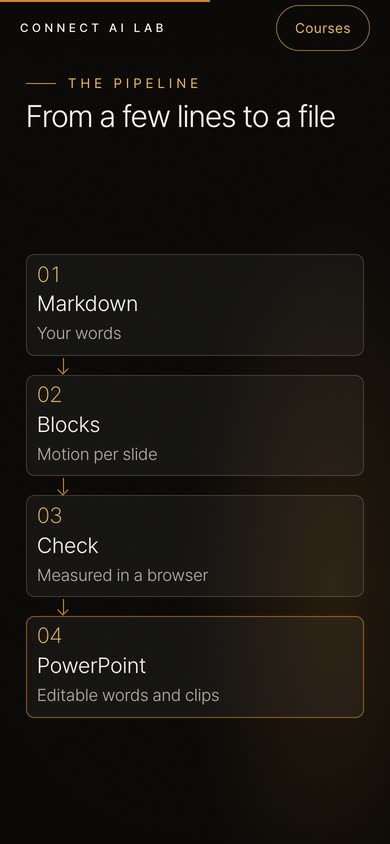 CONNECT AI LAB
Courses
THE PIPELINE
From a few lines to a file
01
Markdown
Your words
02
Blocks
Motion per slide
03
Check
Measured in a browser
04
PowerPoint
Editable words and clips